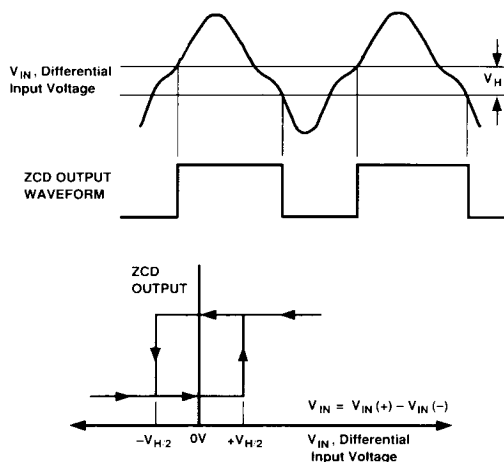 V_IN, Differential
Input Voltage
V_H
ZCD OUTPUT
WAVEFORM
ZCD
OUTPUT
V_IN = V_IN (+) – V_IN (–)
–V_H/2
0V
+V_H/2
V_IN, Differential
Input Voltage